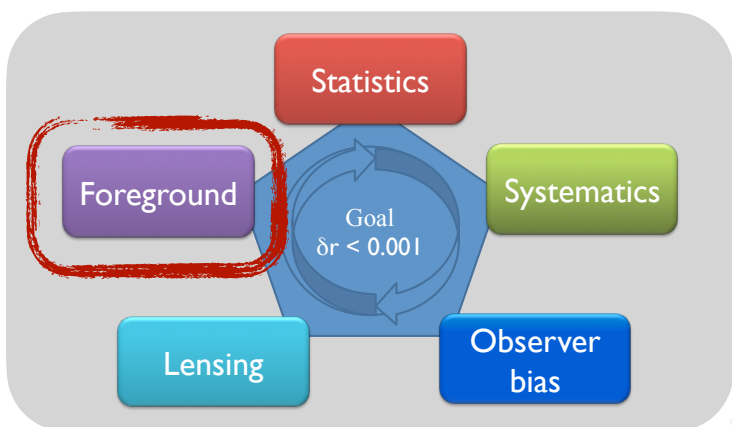 Statistics
Foreground
Systematics
Goal
δr < 0.001
Lensing
Observer
bias